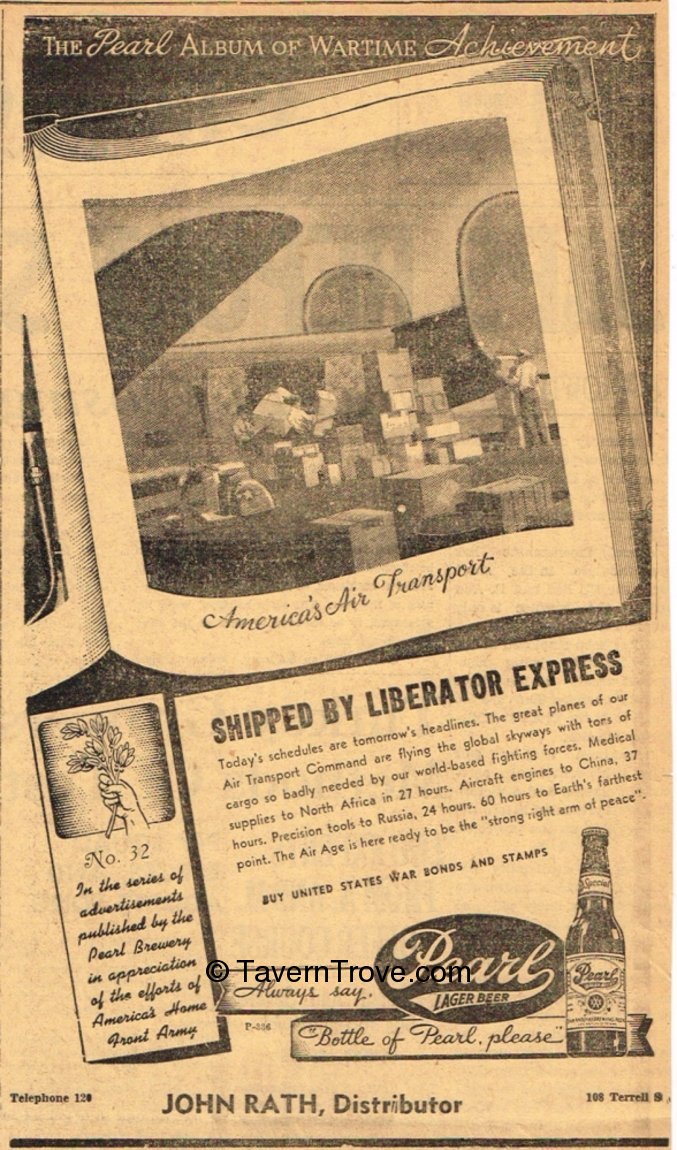 THE Pearl ALBUM OF WARTIME Achievement
America's Air Transport
SHIPPED BY LIBERATOR EXPRESS
Today's schedules are tomorrow's headlines. The great planes of our
Air Transport Command are flying the global skyways with tons of
cargo so badly needed by our world-based fighting forces. Medical
supplies to North Africa in 27 hours. Aircraft engines to China, 37
hours. Precision tools to Russia, 24 hours. 60 hours to Earth's farthest
point. The Air Age is here ready to be the "strong right arm of peace".
BUY UNITED STATES WAR BONDS AND STAMPS
No. 32
In the series of
advertisements
published by the
Pearl Brewery
in appreciation
of the efforts of
America's Home
Front Army
© TavernTrove.com
Always say,
Pearl
LAGER BEER
"Bottle of Pearl, please"
Special
Pearl
P-336
Telephone 120
JOHN RATH, Distributor
108 Terrell